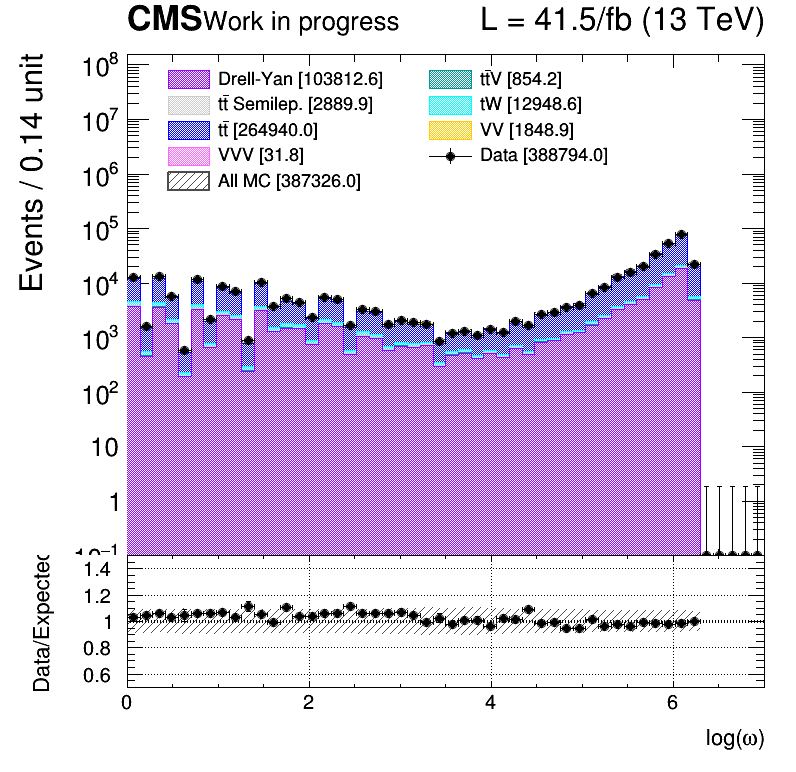 CMS Work in progress L = 41.5/fb (13 TeV)
Events / 0.14 unit
10⁸
10⁷
10⁶
10⁵
10⁴
10³
10²
10
1
10⁻¹
Drell-Yan [103812.6]
tt̄ Semilep. [2889.9]
tt̄ [264940.0]
VVV [31.8]
All MC [387326.0]
tt̄V [854.2]
tW [12948.6]
VV [1848.9]
Data [388794.0]
Data/Expected
1.4
1.2
1
0.8
0.6
0 2 4 6
log(ω)